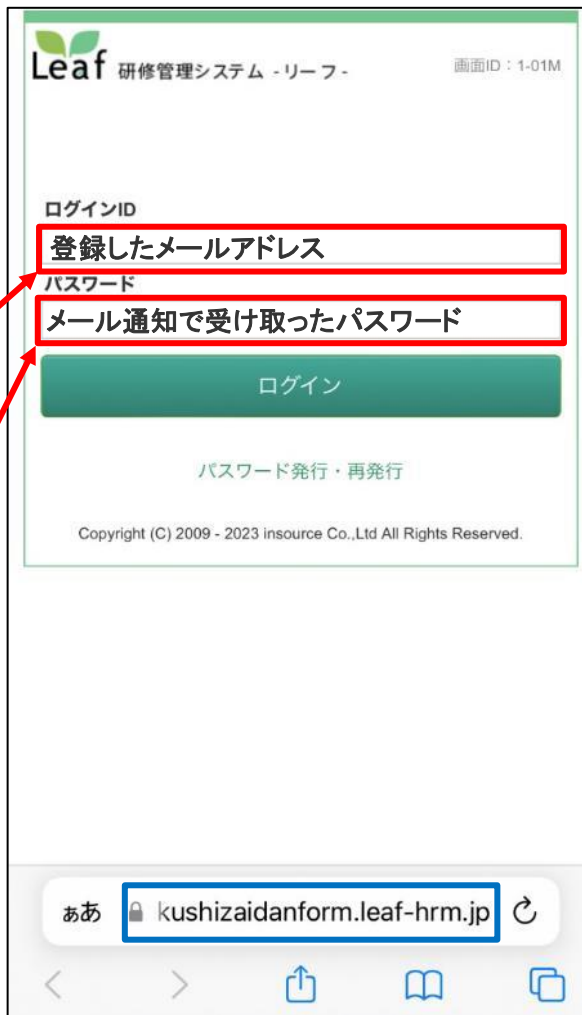 Leaf 研修管理システム - リーフ -
画面ID：1-01M
ログインID
登録したメールアドレス
パスワード
メール通知で受け取ったパスワード
ログイン
パスワード発行・再発行
Copyright (C) 2009 - 2023 insource Co.,Ltd All Rights Reserved.
ぁあ kushizaidanform.leaf-hrm.jp